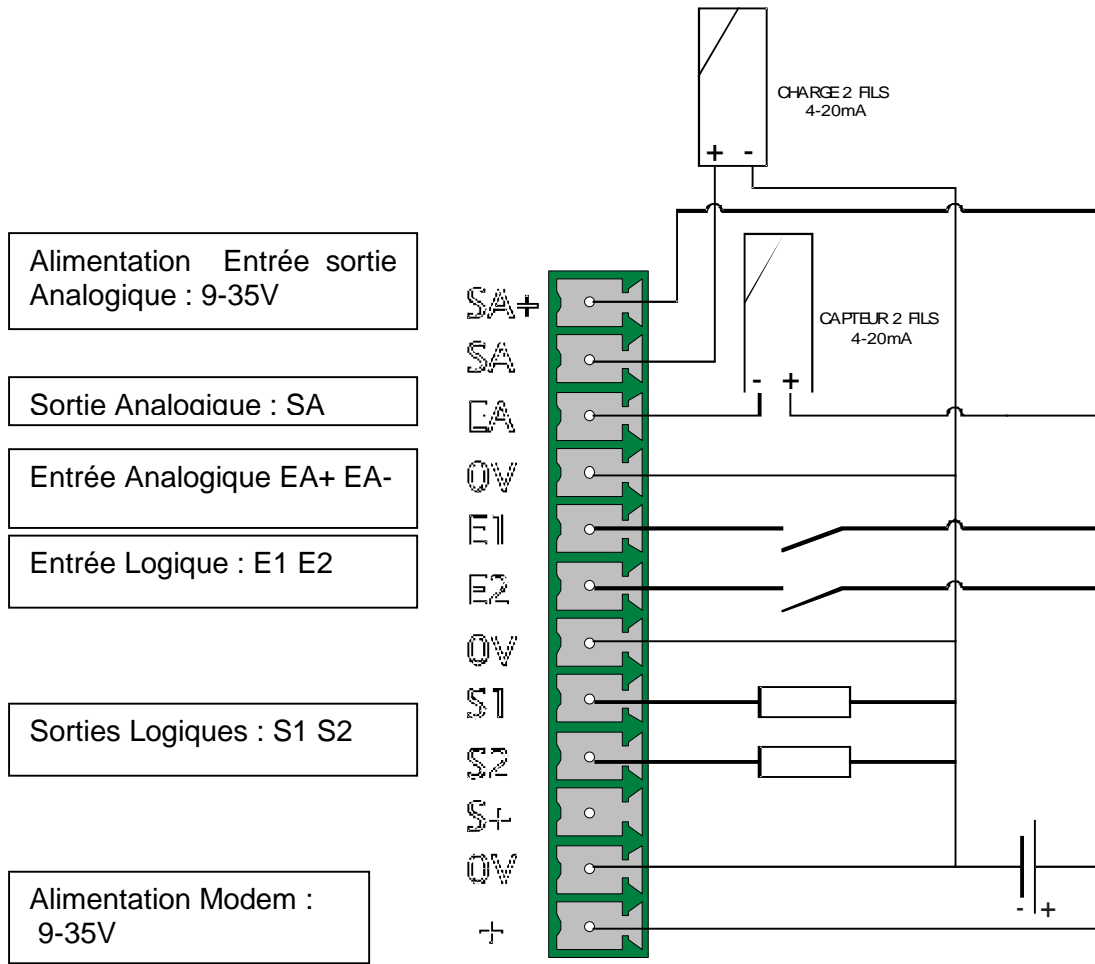 CHARGE 2 FILS
4-20mA
+ -
Alimentation Entrée sortie
Analogique : 9-35V
SA+
CAPTEUR 2 FILS
4-20mA
SA
- +
Sortie Analogique : SA
EA
Entrée Analogique EA+ EA-
0V
E1
Entrée Logique : E1 E2
E2
0V
S1
Sorties Logiques : S1 S2
S2
S+
0V
Alimentation Modem :
9-35V
- +
+